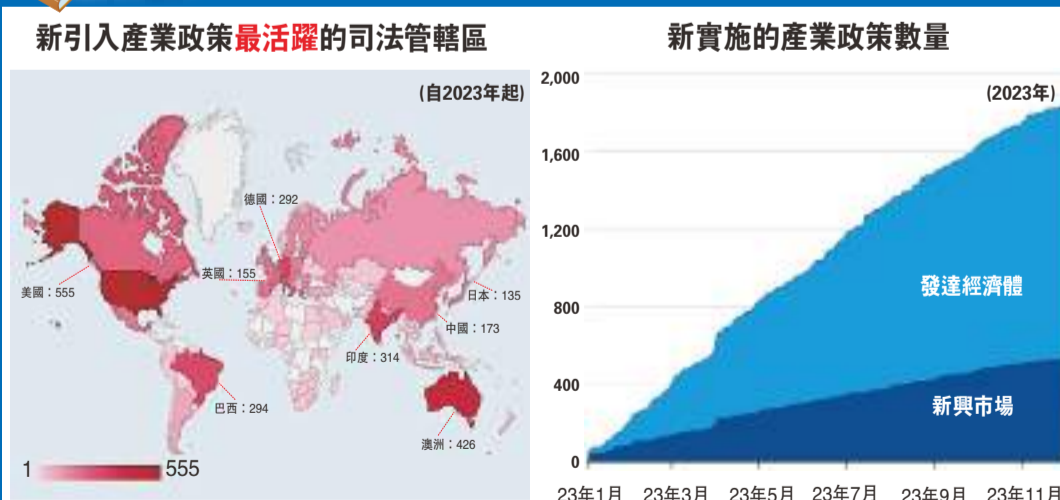 新引入產業政策最活躍的司法管轄區
(自2023年起)
德國：292
英國：155
美國：555
日本：135
中國：173
印度：314
巴西：294
澳洲：426
1
555
新實施的產業政策數量
(2023年)
2,000
1,600
1,200
800
400
0
發達經濟體
新興市場
23年1月
23年3月
23年5月
23年7月
23年9月
23年11月